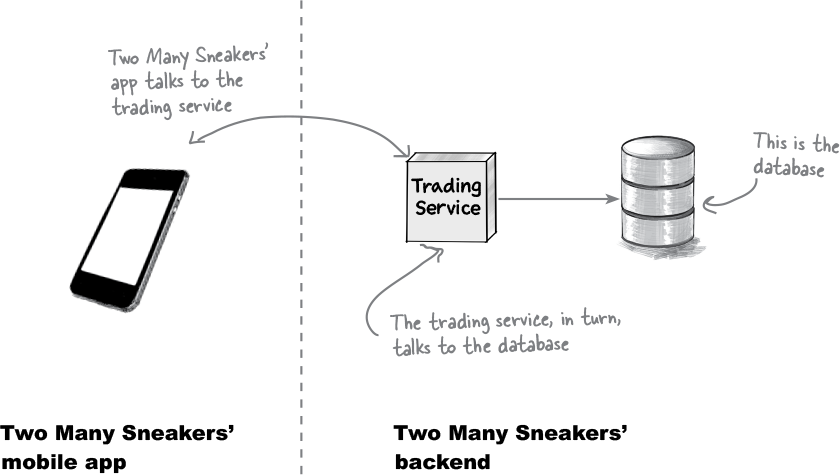 Two Many Sneakers'
app talks to the
trading service
This is the
database
Trading
Service
The trading service, in turn,
talks to the database
Two Many Sneakers’
mobile app
Two Many Sneakers’
backend